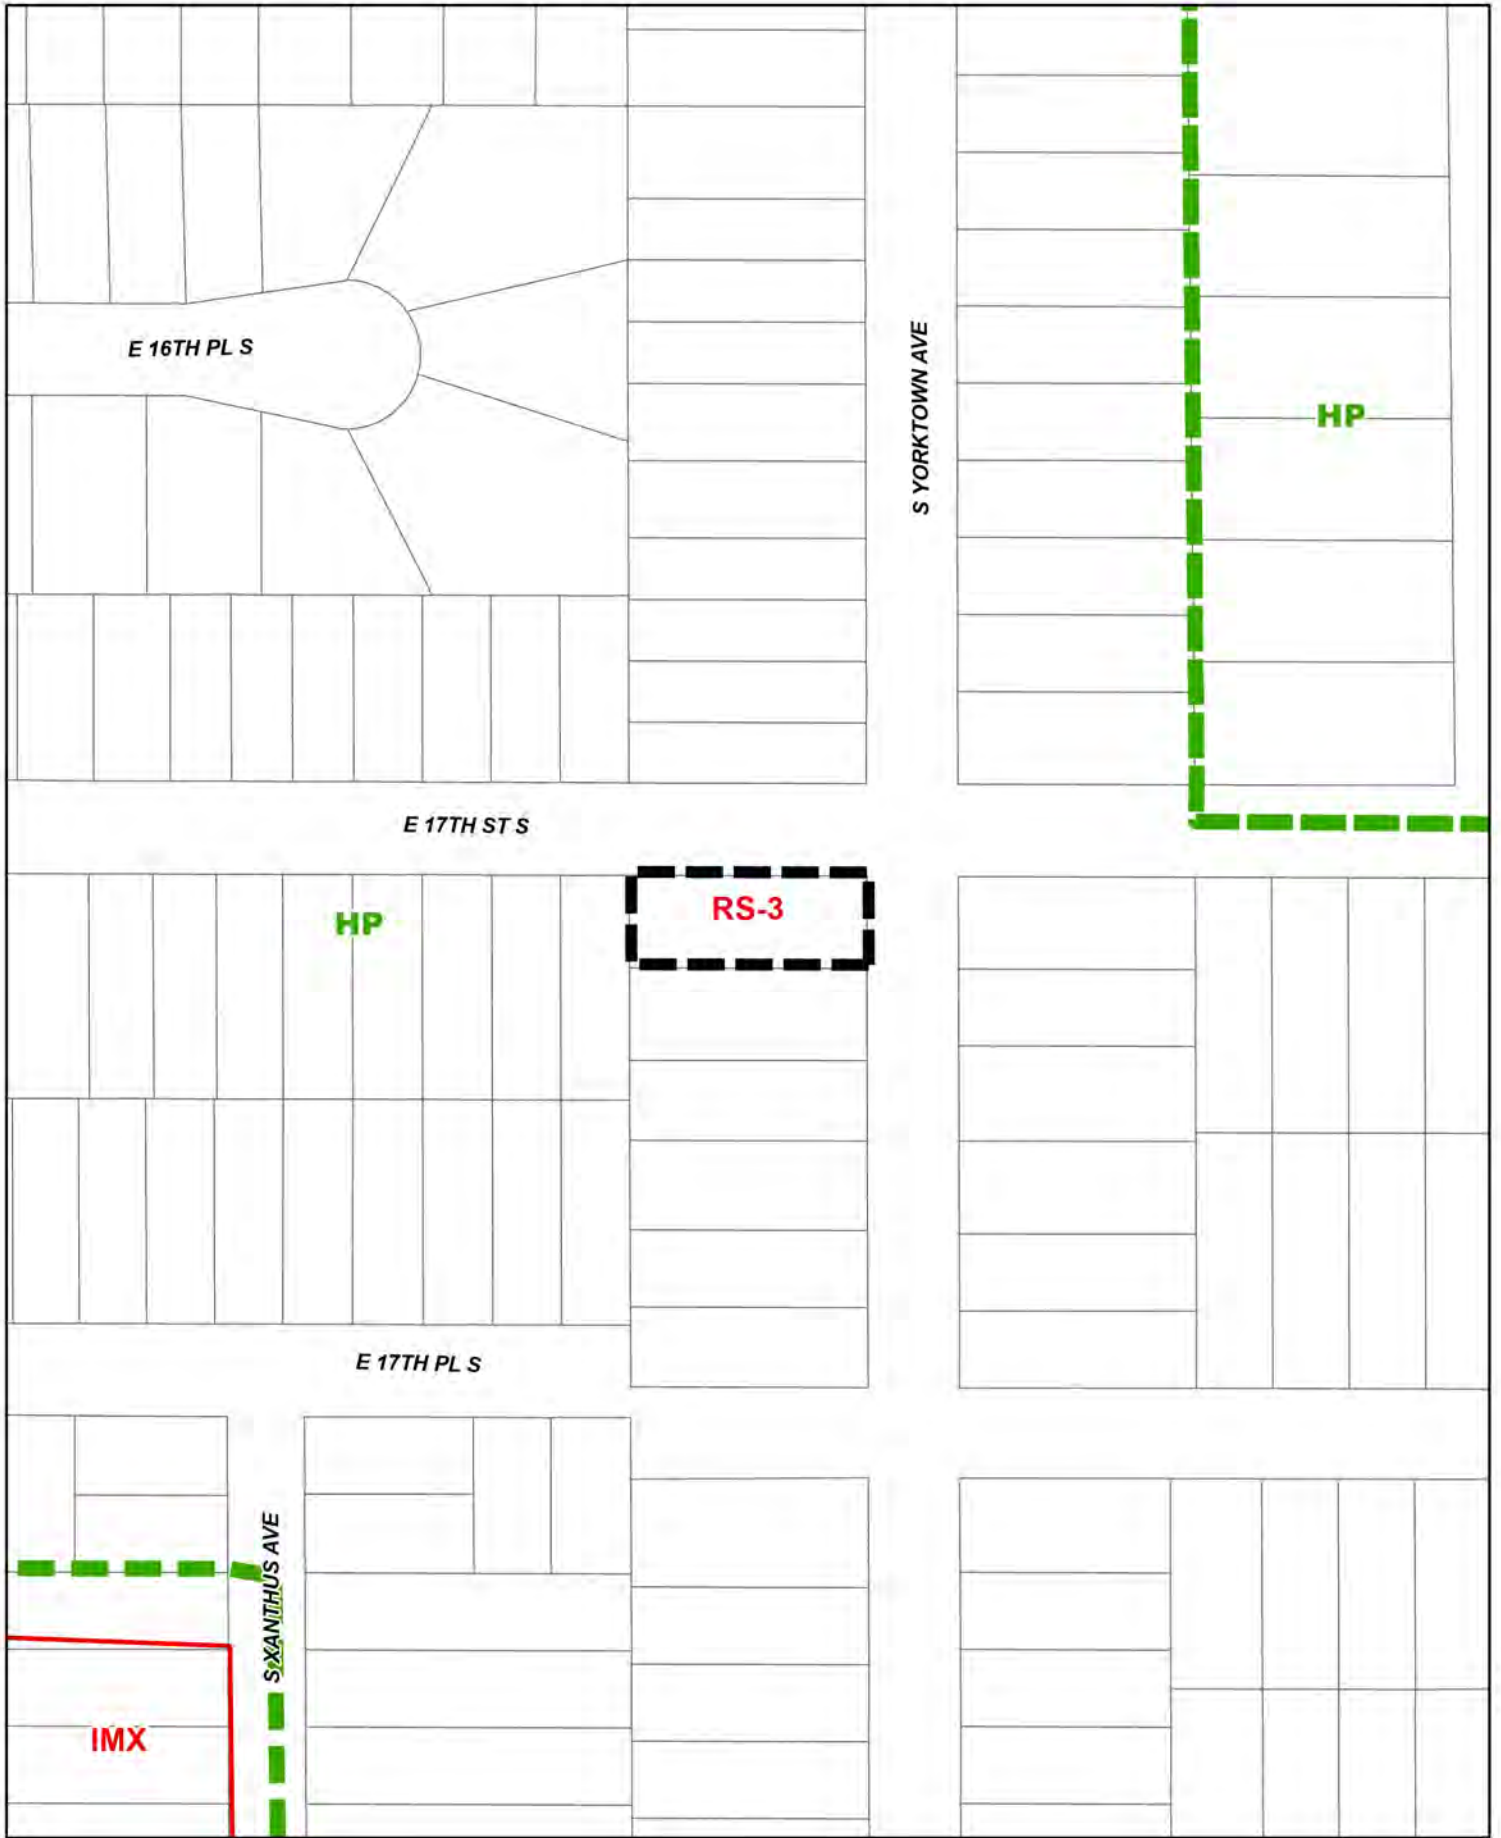 E 16TH PL S
S YORKTOWN AVE
HP
E 17TH ST S
RS-3
HP
E 17TH PL S
S XANTHUS AVE
IMX